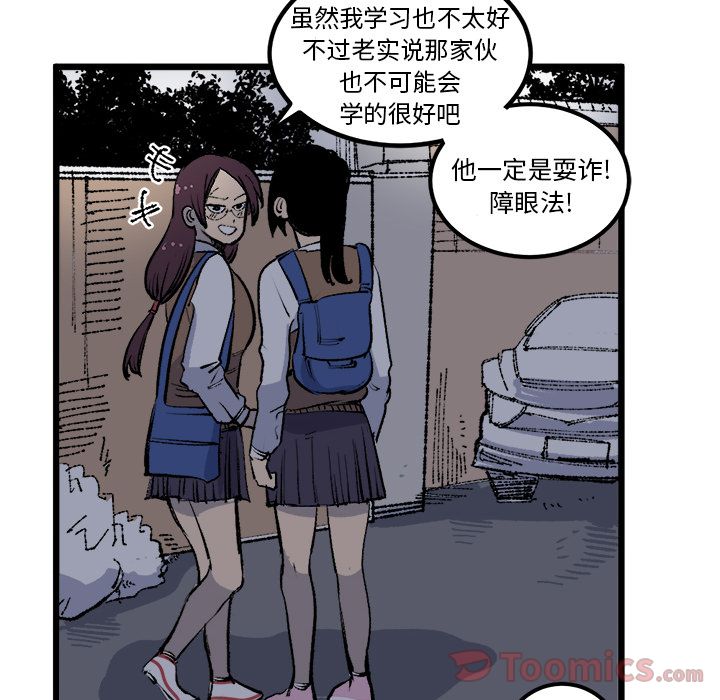 虽然我学习也不太好
不过老实说那家伙
也不可能会
学的很好吧
他一定是耍诈!
障眼法!
Toomics.com